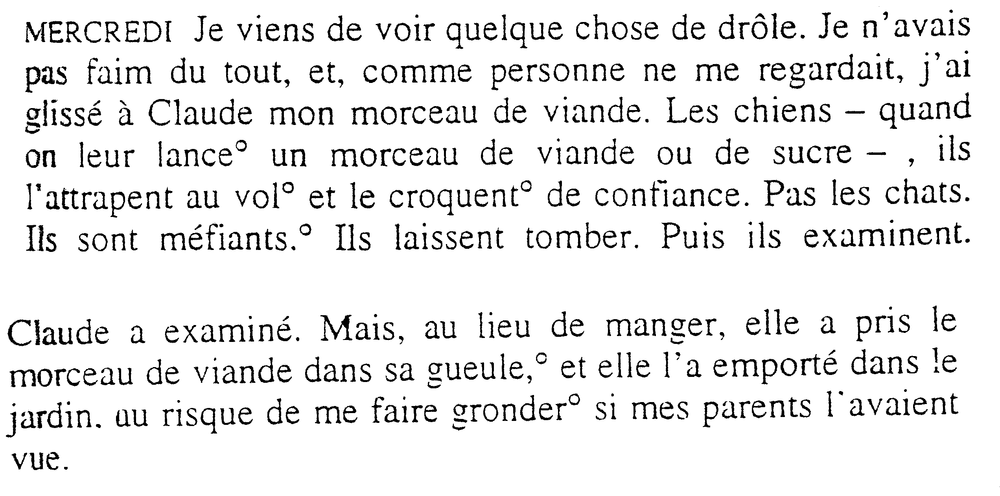 MERCREDI Je viens de voir quelque chose de drôle. Je n'avais
pas faim du tout, et, comme personne ne me regardait, j'ai
glissé à Claude mon morceau de viande. Les chiens – quand
on leur lance° un morceau de viande ou de sucre – , ils
l'attrapent au vol° et le croquent° de confiance. Pas les chats.
Ils sont méfiants.° Ils laissent tomber. Puis ils examinent.
Claude a examiné. Mais, au lieu de manger, elle a pris le
morceau de viande dans sa gueule,° et elle l'a emporté dans le
jardin, au risque de me faire gronder° si mes parents l'avaient
vue.